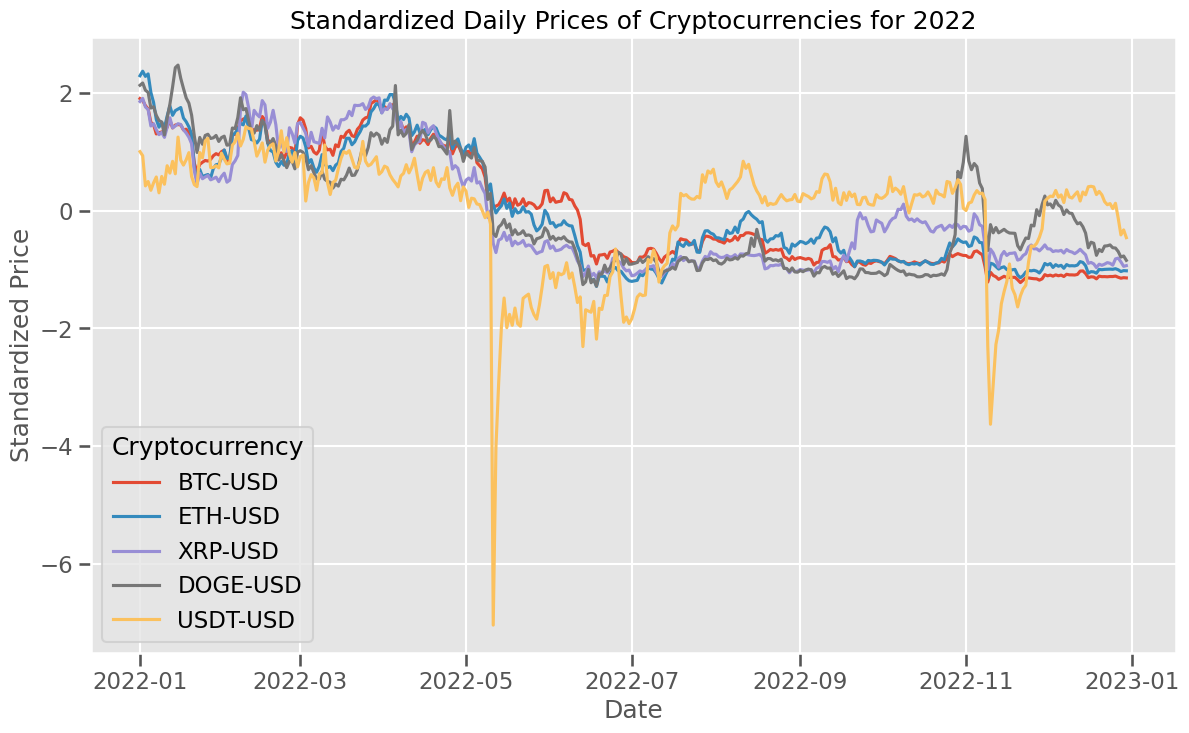 Standardized Daily Prices of Cryptocurrencies for 2022
Standardized Price
2
0
−2
−4
−6
Cryptocurrency
BTC-USD
ETH-USD
XRP-USD
DOGE-USD
USDT-USD
2022-01 2022-03 2022-05 2022-07 2022-09 2022-11 2023-01
Date